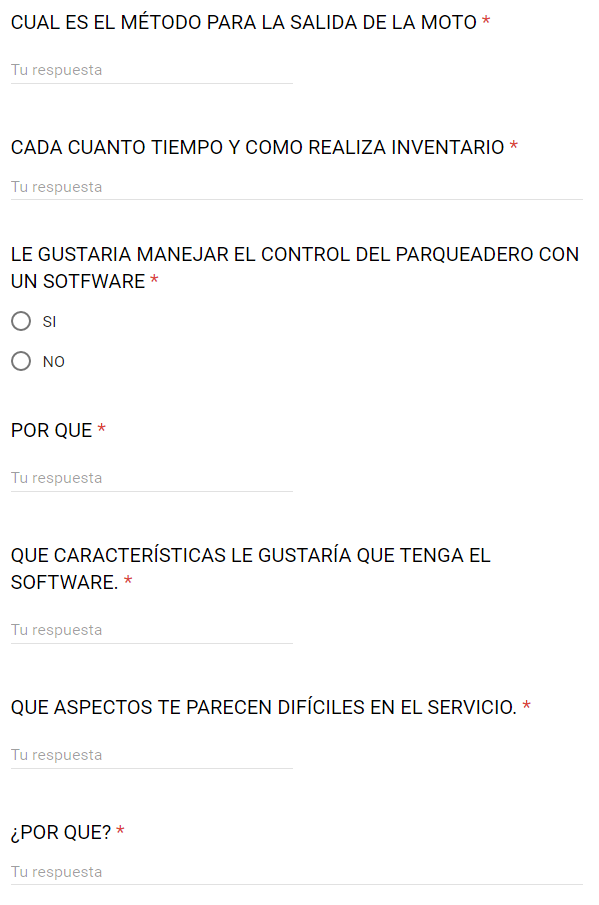 CUAL ES EL MÉTODO PARA LA SALIDA DE LA MOTO *
Tu respuesta
CADA CUANTO TIEMPO Y COMO REALIZA INVENTARIO *
Tu respuesta
LE GUSTARIA MANEJAR EL CONTROL DEL PARQUEADERO CON
UN SOTFWARE *
SI
NO
POR QUE *
Tu respuesta
QUE CARACTERÍSTICAS LE GUSTARÍA QUE TENGA EL
SOFTWARE. *
Tu respuesta
QUE ASPECTOS TE PARECEN DIFÍCILES EN EL SERVICIO. *
Tu respuesta
¿POR QUE? *
Tu respuesta